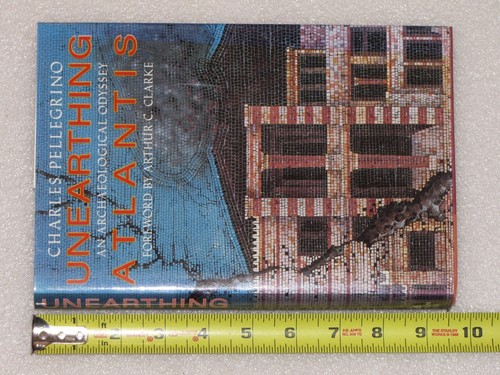 CHARLES PELLEGRINO
UNEARTHING
AN ARCHAEOLOGICAL ODYSSEY
ATLANTIS
FOREWORD BY ARTHUR C. CLARKE
UNEARTHING
1 2 3 4 5 6 7 8 9 10